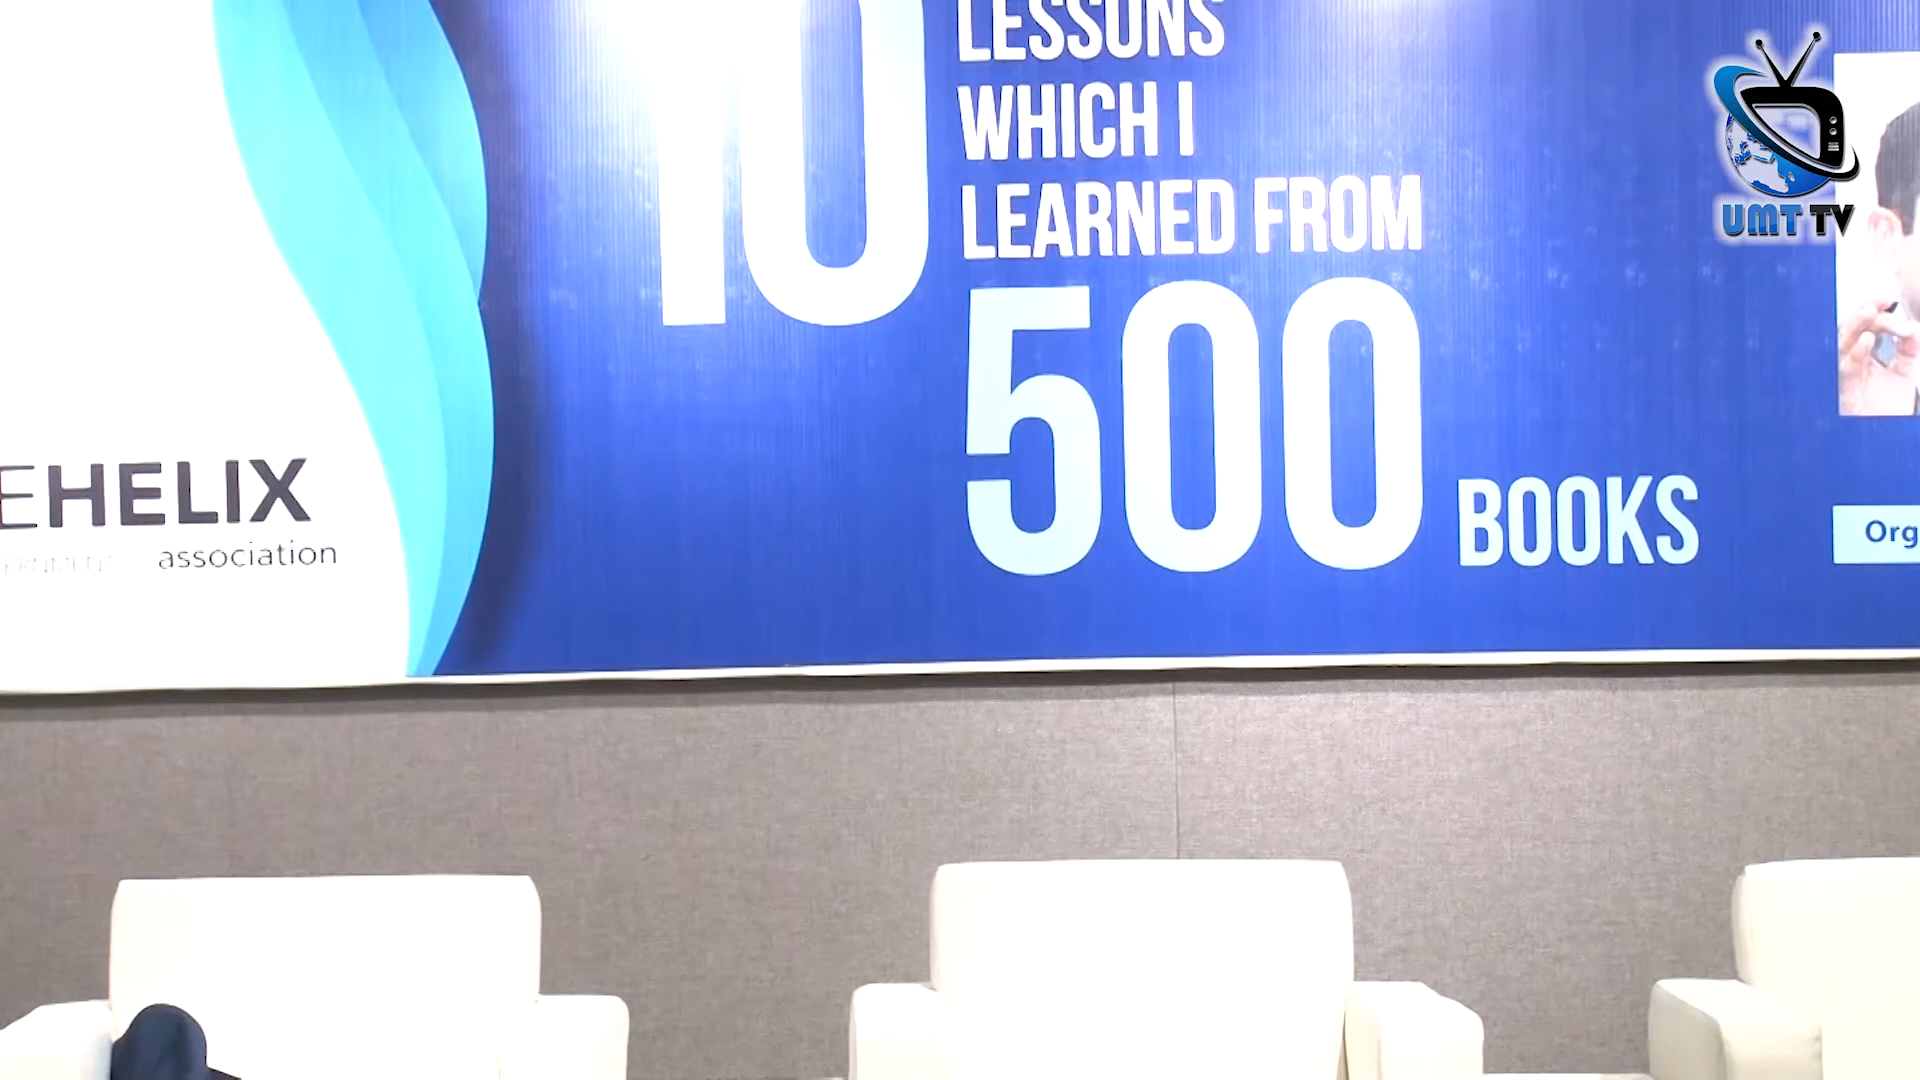 10
LESSONS
WHICH I
LEARNED FROM
500 BOOKS
EHELIX
association
UMT TV
Org